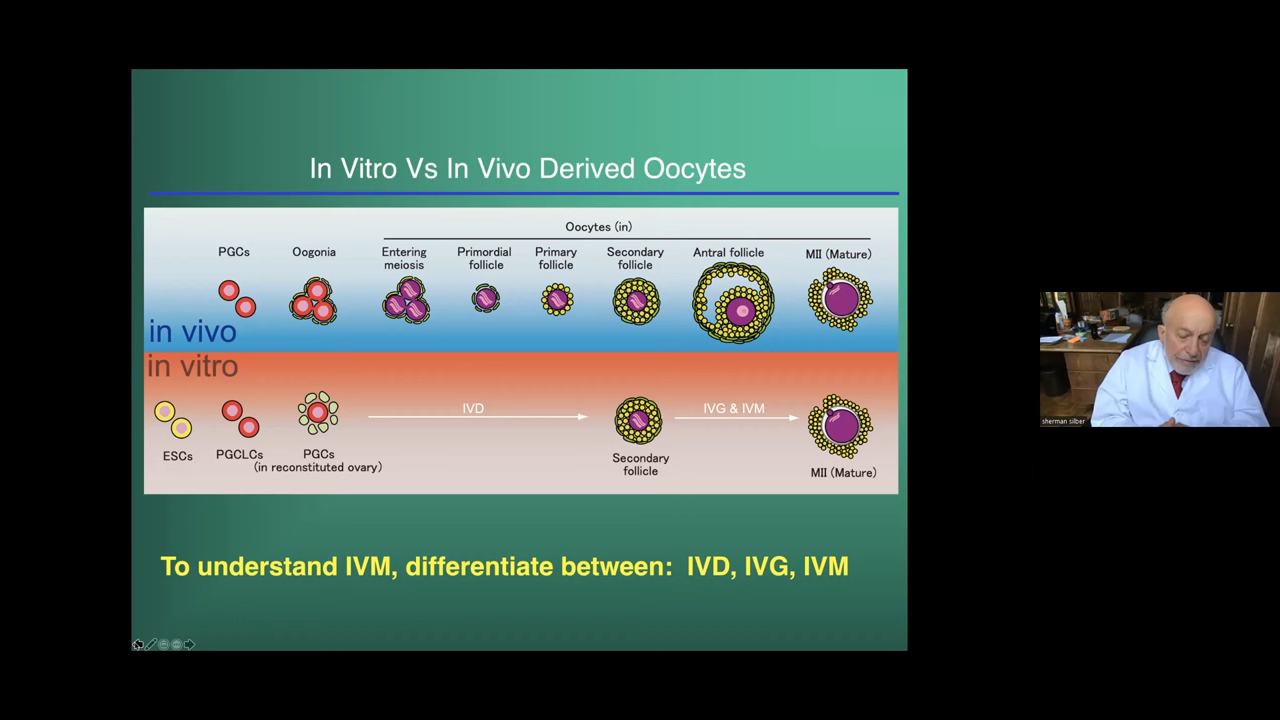 In Vitro Vs In Vivo Derived Oocytes
Oocytes (in)
PGCs
Oogonia
Entering
meiosis
Primordial
follicle
Primary
follicle
Secondary
follicle
Antral follicle
MII (Mature)
in vivo
in vitro
IVD
IVG & IVM
ESCs
PGCLCs
PGCs
(in reconstituted ovary)
Secondary
follicle
MII (Mature)
To understand IVM, differentiate between: IVD, IVG, IVM
sherman silber